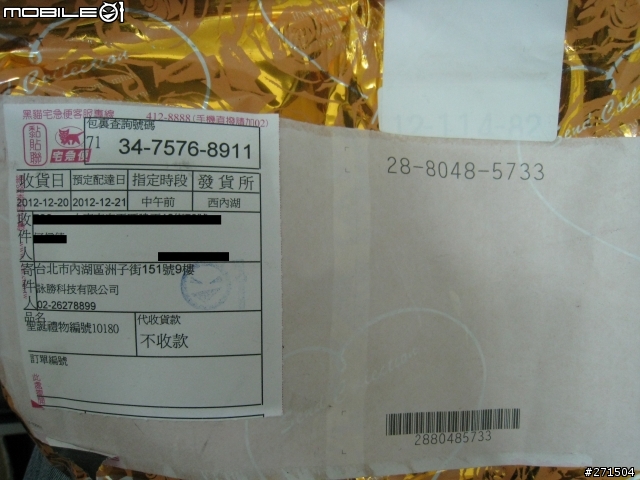 MOBILE01
Collection
黑貓宅急便客服專線 412-8888(手機直撥請加02)
黏貼聯
宅急便
包裹查詢號碼
71 34-7576-8911
28-8048-5733
收貨日 預定配達日 指定時段 發貨所
2012-12-20 2012-12-21 中午前 西內湖
收件人
寄件人
台北市內湖區洲子街151號9樓
詠勝科技有限公司
02-26278899
品名 代收貨款
聖誕禮物編號10180 不收款
訂單編號
2880485733
#271504